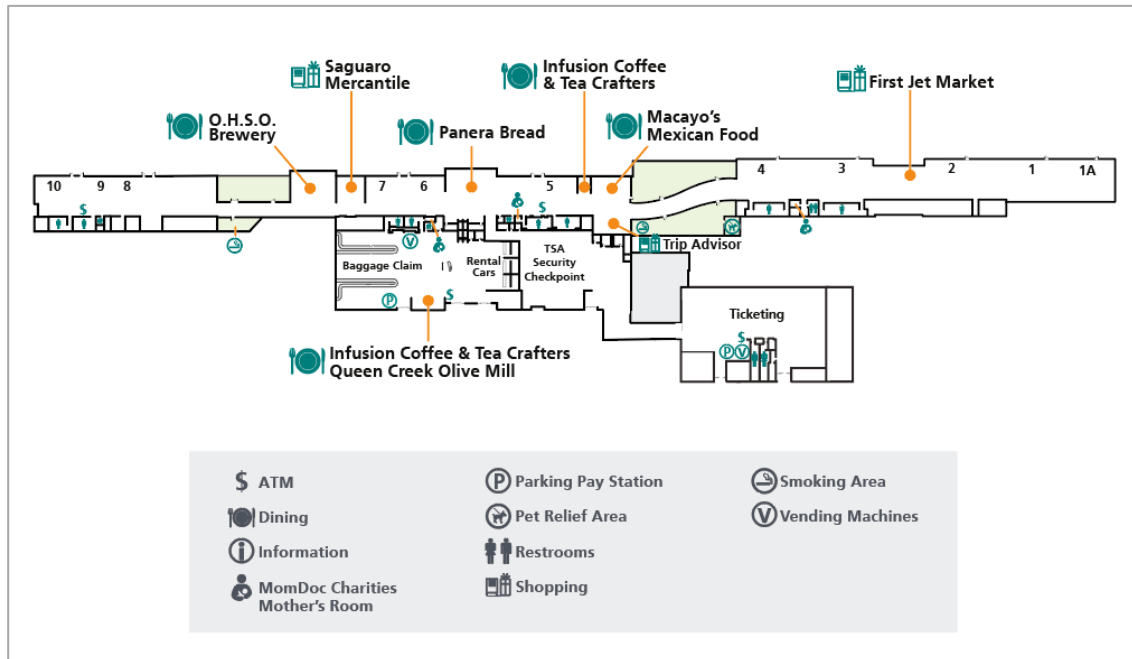 Saguaro
Mercantile
Infusion Coffee
& Tea Crafters
First Jet Market
O.H.S.O.
Brewery
Panera Bread
Macayo's
Mexican Food
10 9 8
7 6
5
4 3 2 1 1A
$
$
V
Trip Advisor
Baggage Claim
Rental
Cars
TSA
Security
Checkpoint
P
$
Ticketing
$
P V
Infusion Coffee & Tea Crafters
Queen Creek Olive Mill
$ ATM
Dining
i Information
MomDoc Charities
Mother's Room
P Parking Pay Station
Pet Relief Area
Restrooms
Shopping
Smoking Area
V Vending Machines